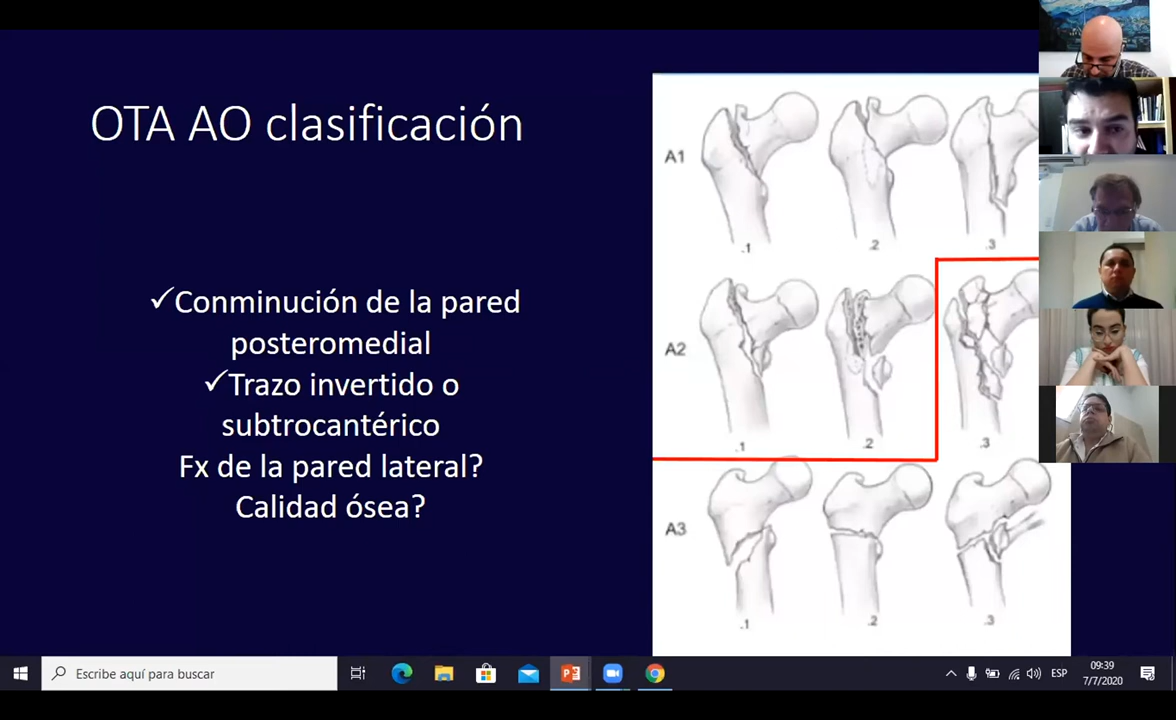 OTA AO clasificación
✓Conminución de la pared
posteromedial
✓Trazo invertido o
subtrocantérico
Fx de la pared lateral?
Calidad ósea?
A1
.1
.2
.3
A2
.1
.2
.3
A3
.1
.2
.3
Escribe aquí para buscar
ESP
09:39
7/7/2020